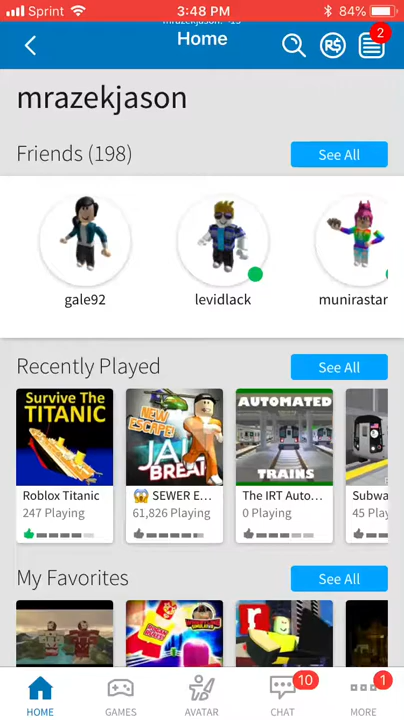 Sprint
3:48 PM
84%
Home
R$
2
mrazekjason
Friends (198)
See All
gale92
levidlack
munirastar
Recently Played
See All
Survive The
TITANIC
NEW
ESCAPE!
JAILBREAK
AUTOMATED
TRAINS
Roblox Titanic
😱 SEWER E...
The IRT Auto...
Subwa
247 Playing
61,826 Playing
0 Playing
45 Play
My Favorites
See All
10
1
HOME
GAMES
AVATAR
CHAT
MORE